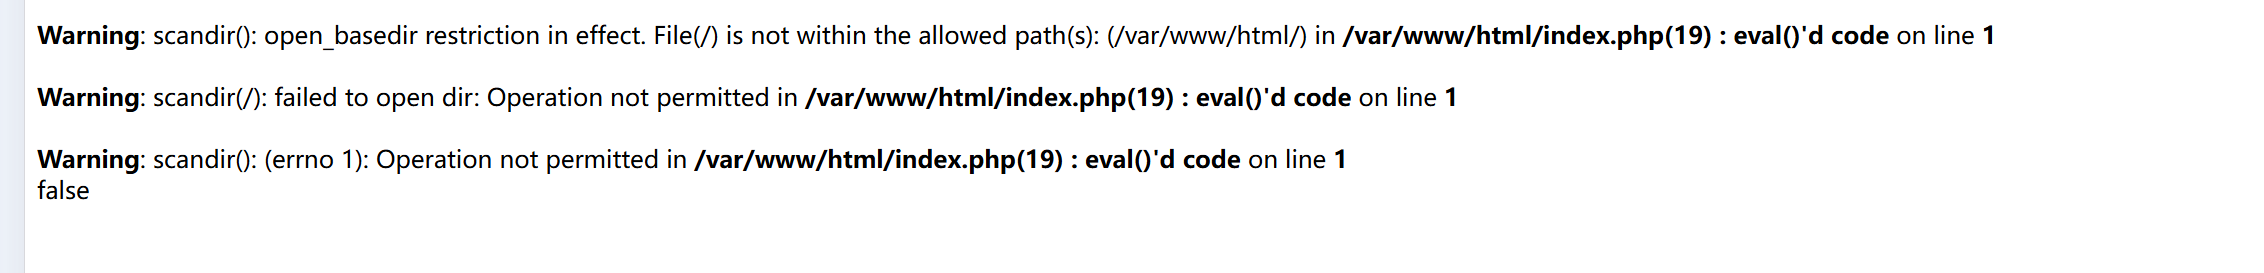 Warning: scandir(): open_basedir restriction in effect. File(/) is not within the allowed path(s): (/var/www/html/) in /var/www/html/index.php(19) : eval()'d code on line 1
Warning: scandir(/): failed to open dir: Operation not permitted in /var/www/html/index.php(19) : eval()'d code on line 1
Warning: scandir(): (errno 1): Operation not permitted in /var/www/html/index.php(19) : eval()'d code on line 1
false